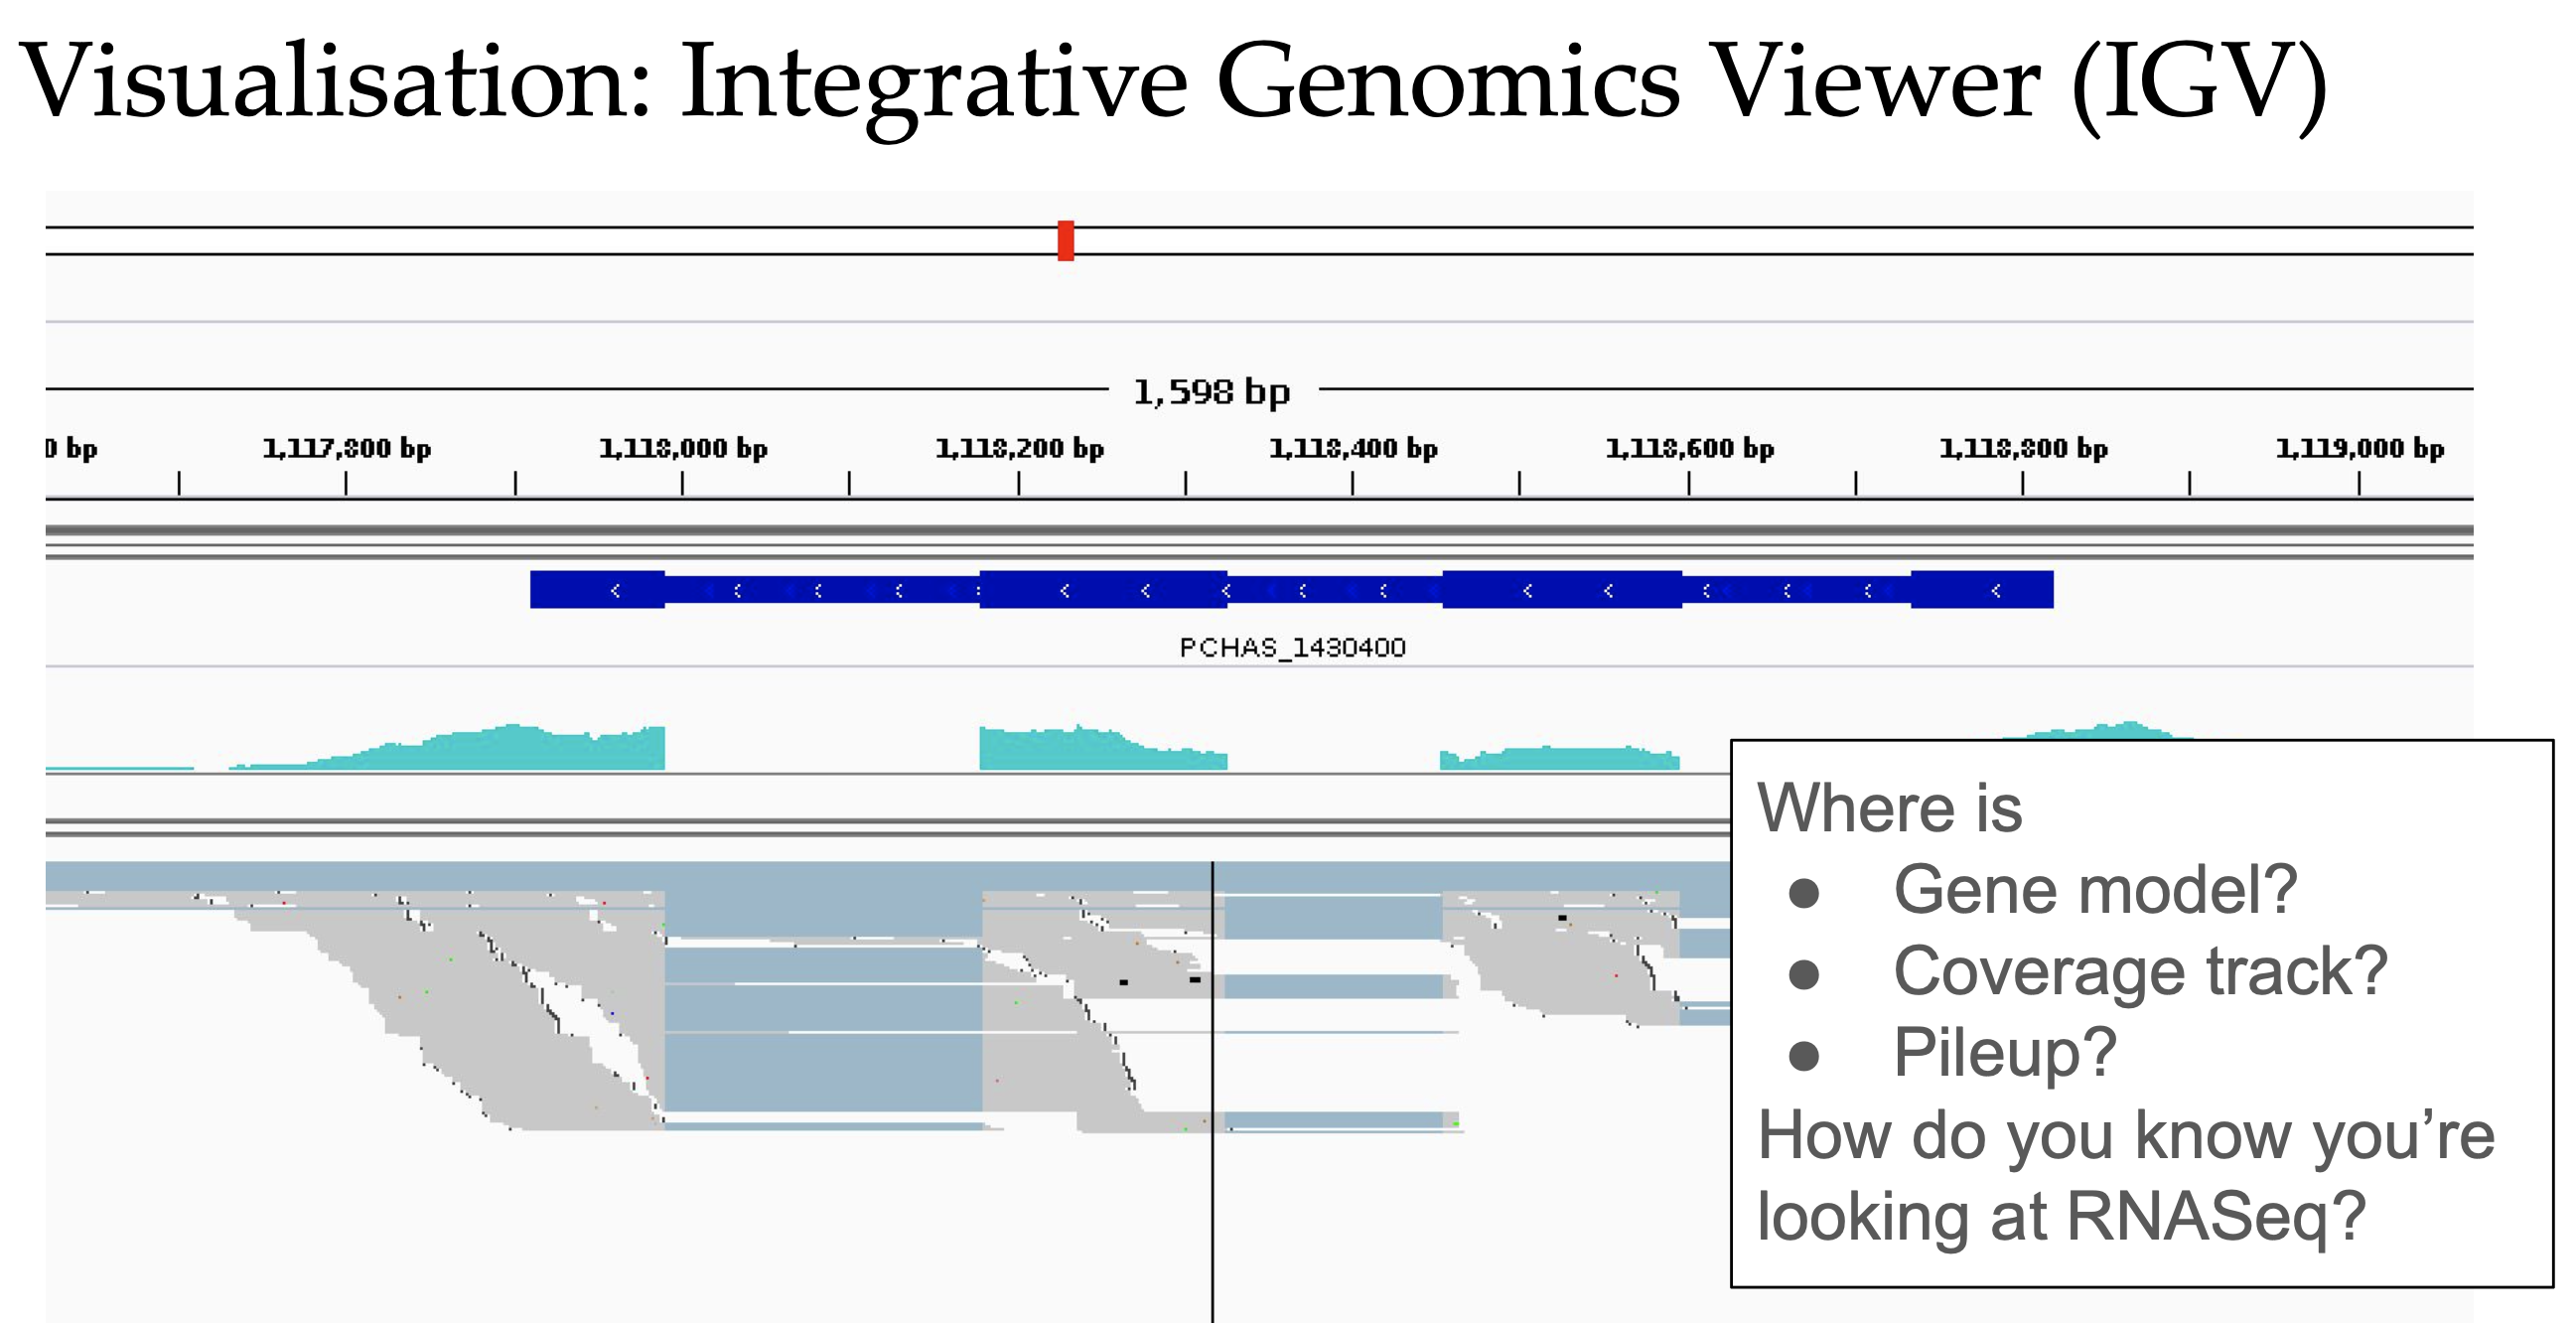 Visualisation: Integrative Genomics Viewer (IGV)
1,598 bp
0 bp 1,117,800 bp 1,118,000 bp 1,118,200 bp 1,118,400 bp 1,118,600 bp 1,118,800 bp 1,119,000 bp
PCHAS_1430400
Where is
● Gene model?
● Coverage track?
● Pileup?
How do you know you’re
looking at RNASeq?